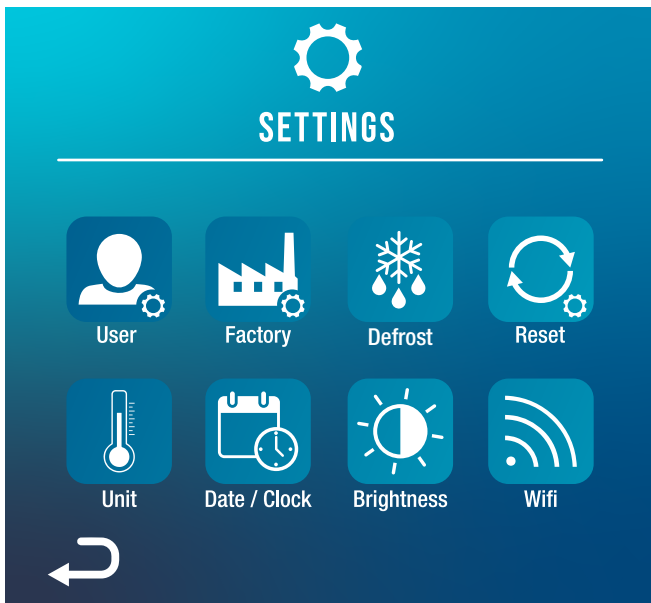 SETTINGS
User Factory Defrost Reset
Unit Date / Clock Brightness Wifi